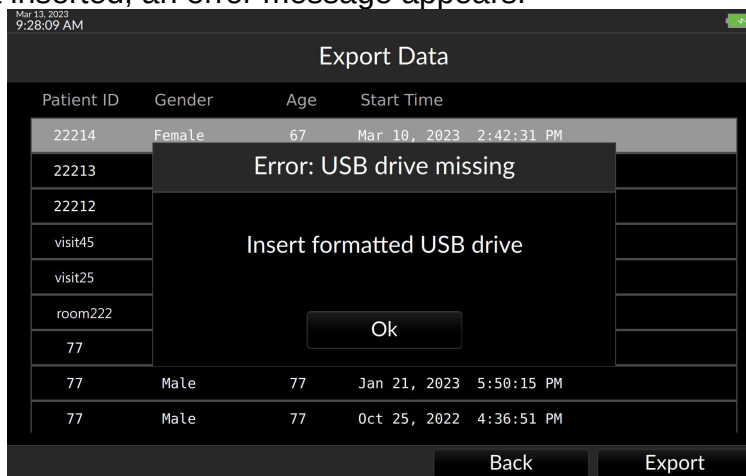 inserted, an error message appears.
Mar 13, 2023
9:28:09 AM
Export Data
Patient ID Gender Age Start Time
22214 Female 67 Mar 10, 2023 2:42:31 PM
Error: USB drive missing
22213
22212
visit45
Insert formatted USB drive
visit25
room222
Ok
77
77 Male 77 Jan 21, 2023 5:50:15 PM
77 Male 77 Oct 25, 2022 4:36:51 PM
Back Export